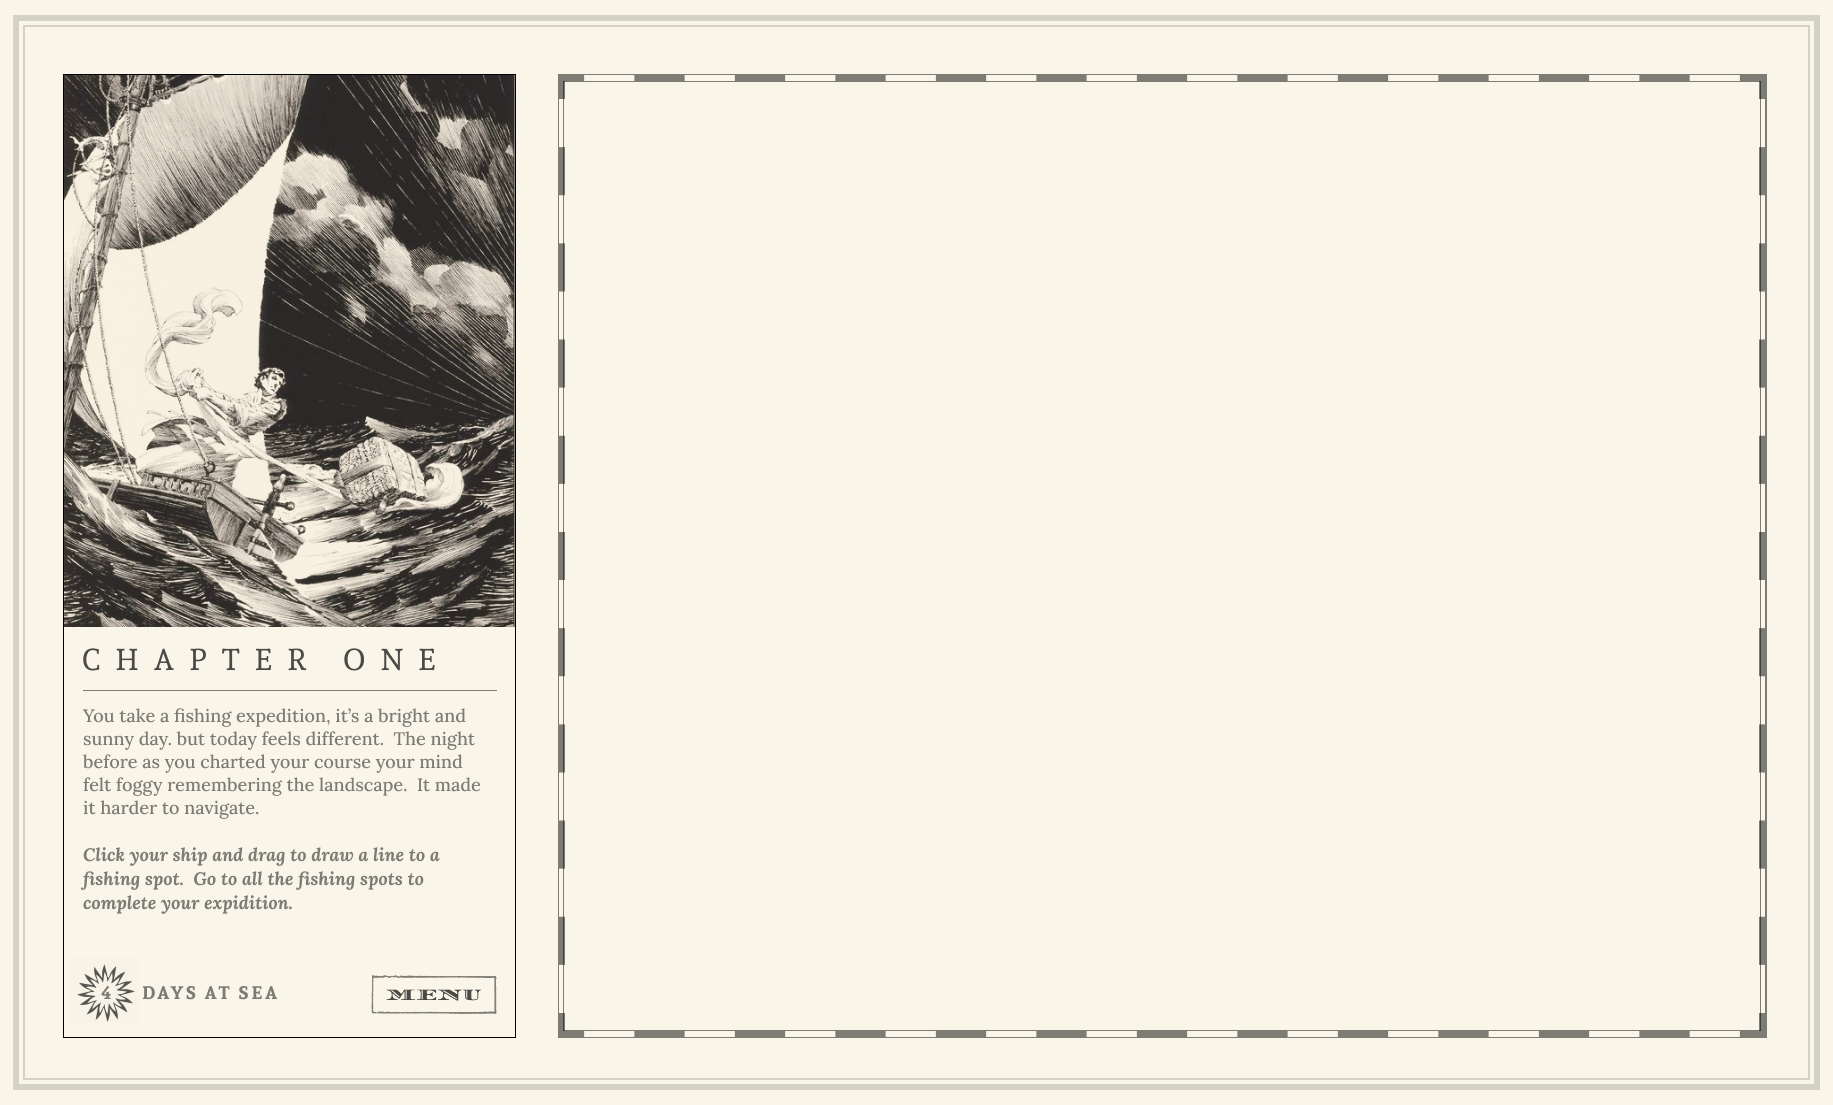 CHAPTER ONE
You take a fishing expedition, it’s a bright and
sunny day. but today feels different.  The night
before as you charted your course your mind
felt foggy remembering the landscape.  It made
it harder to navigate.
Click your ship and drag to draw a line to a
fishing spot.  Go to all the fishing spots to
complete your expidition.
4 DAYS AT SEA
MENU